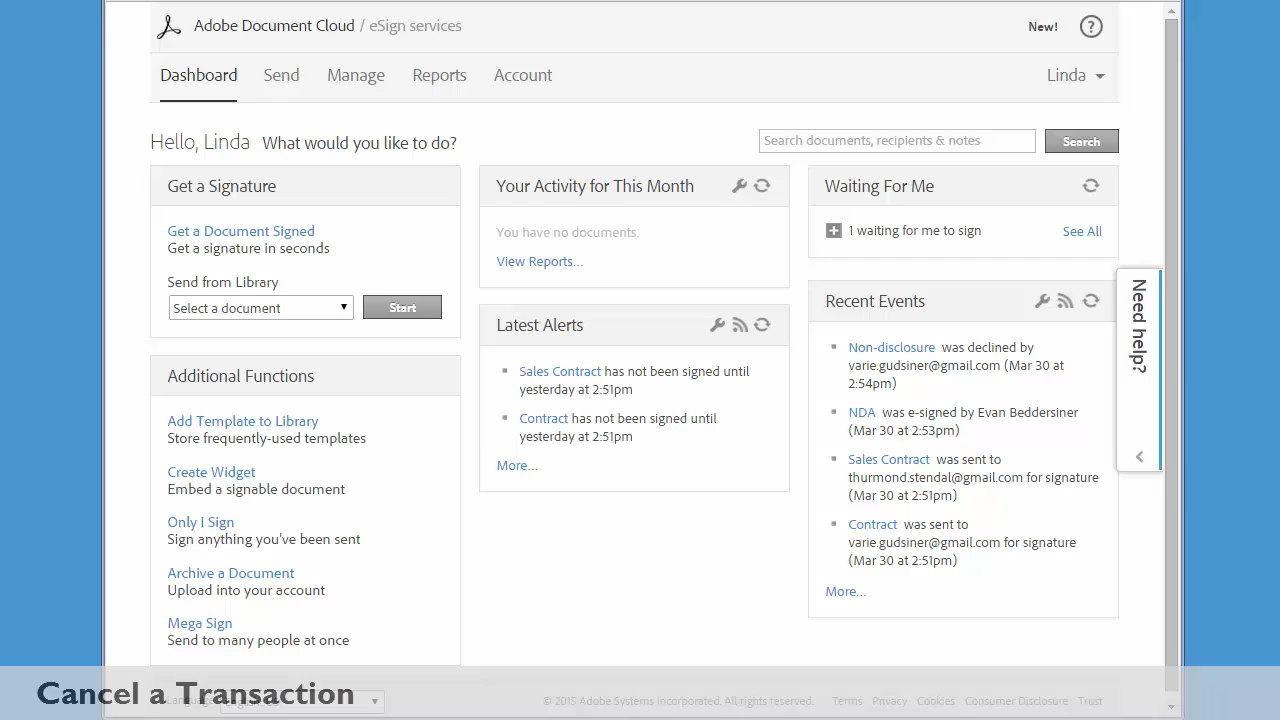 Adobe Document Cloud / eSign services
New!
?
Dashboard Send Manage Reports Account
Linda
Hello, Linda What would you like to do?
Search documents, recipients & notes
Search
Get a Signature
Get a Document Signed
Get a signature in seconds
Send from Library
Select a document
Start
Additional Functions
Add Template to Library
Store frequently-used templates
Create Widget
Embed a signable document
Only I Sign
Sign anything you've been sent
Archive a Document
Upload into your account
Mega Sign
Send to many people at once
Your Activity for This Month
You have no documents.
View Reports...
Latest Alerts
Sales Contract has not been signed until
yesterday at 2:51pm
Contract has not been signed until
yesterday at 2:51pm
More...
Waiting For Me
1 waiting for me to sign
See All
Recent Events
Non-disclosure was declined by
varie.gudsiner@gmail.com (Mar 30 at
2:54pm)
NDA was e-signed by Evan Beddersiner
(Mar 30 at 2:53pm)
Sales Contract was sent to
thurmond.stendal@gmail.com for signature
(Mar 30 at 2:51pm)
Contract was sent to
varie.gudsiner@gmail.com for signature
(Mar 30 at 2:51pm)
More...
Need help?
Cancel a Transaction
© 2015 Adobe Systems Incorporated. All rights reserved.
Terms Privacy Cookies Consumer Disclosure Trust